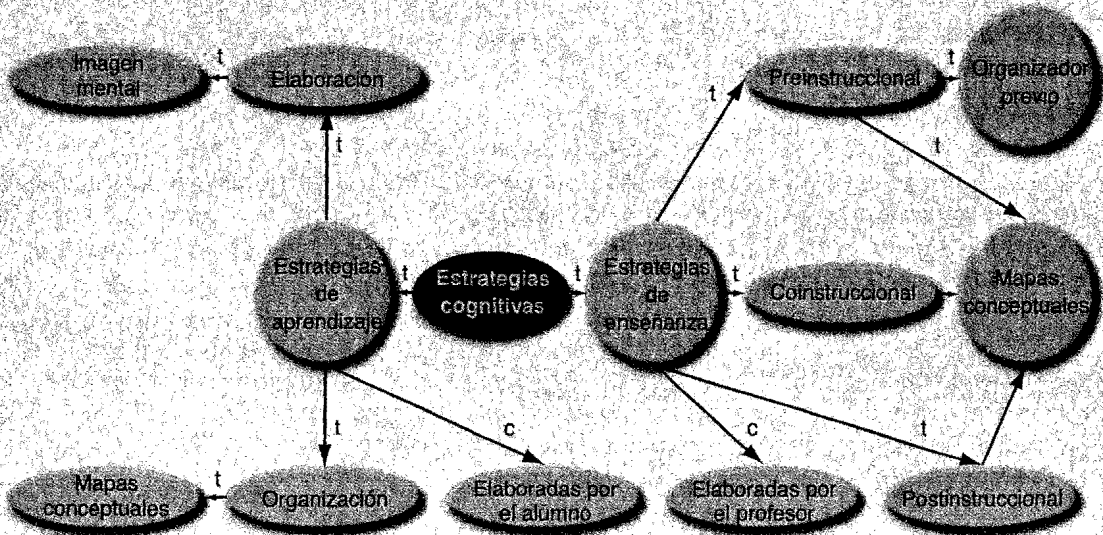 Imagen
mental
t
Elaboración
t
Preinstruccional
t
Organizador
previo
t
t
t
Estrategias
de
aprendizaje
t
Estrategias
cognitivas
t
Estrategias
de
enseñanza
t
Coinstruccional
Mapas
conceptuales
t
c
c
t
Mapas
conceptuales
t
Organización
Elaboradas por
el alumno
Elaboradas por
el profesor
Postinstruccional